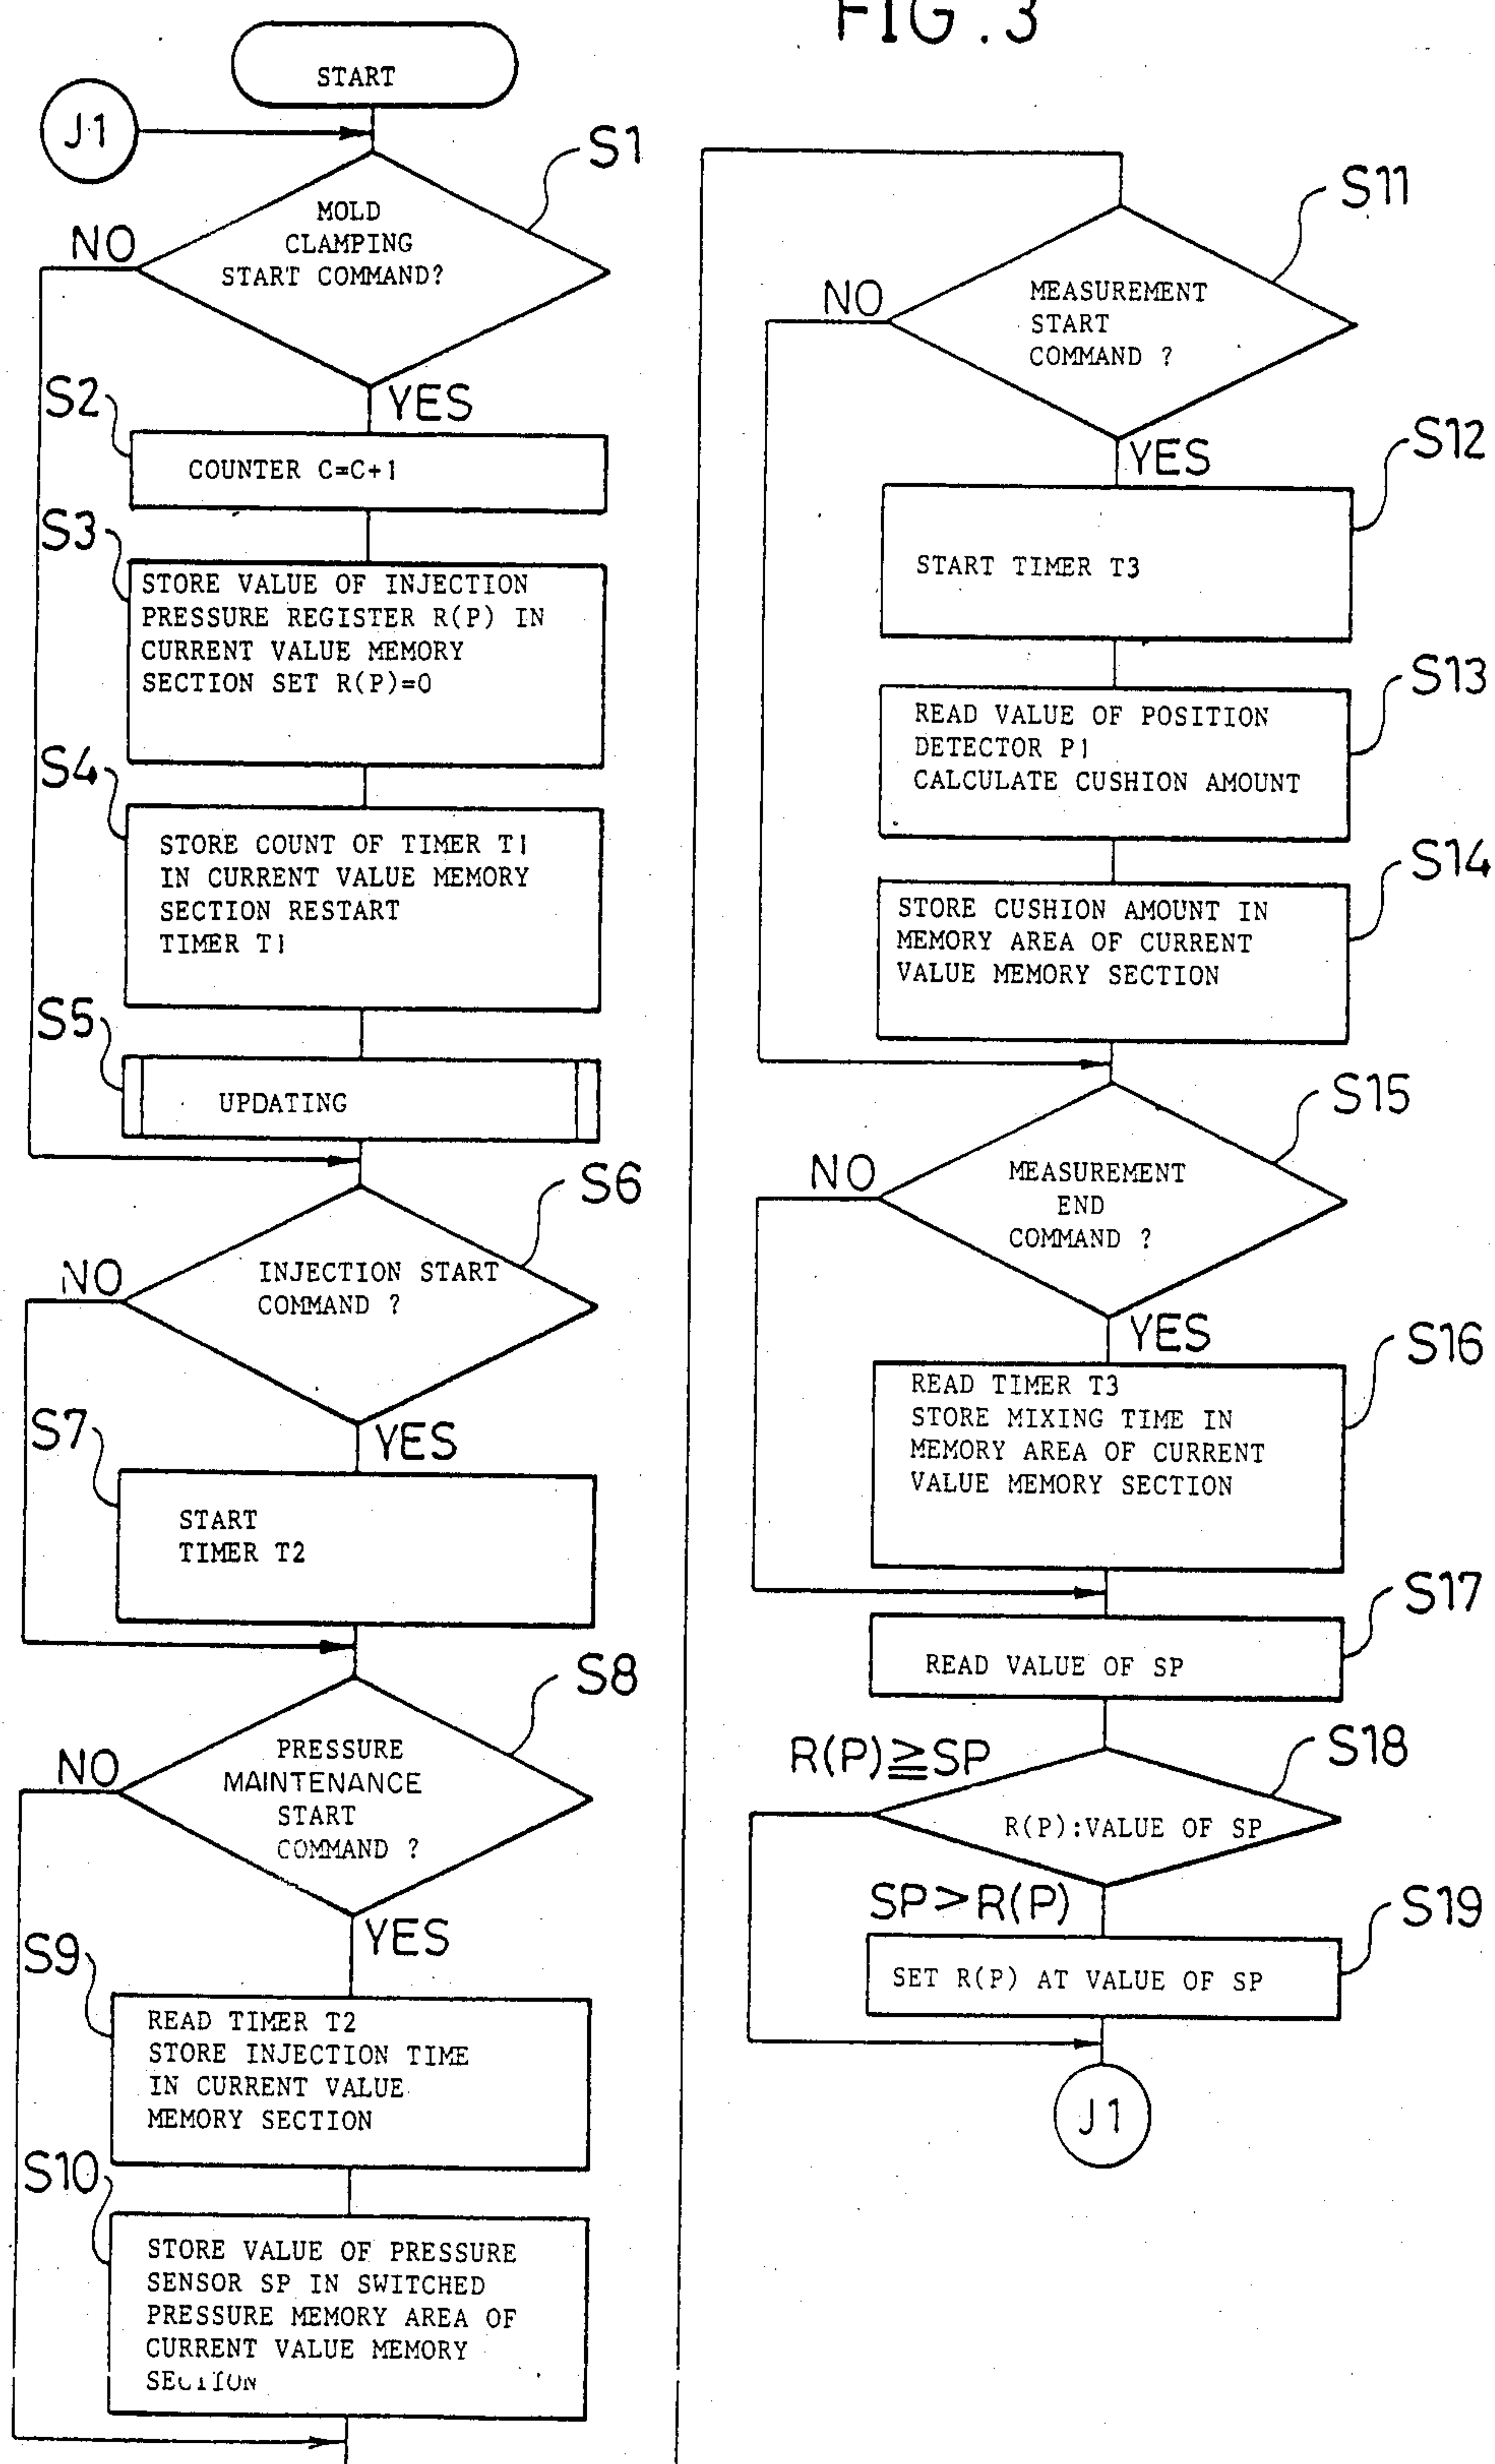 FIG.3
START
J1
S1
MOLD
CLAMPING
START COMMAND?
NO
YES
S2
COUNTER C=C+1
S3
STORE VALUE OF INJECTION
PRESSURE REGISTER R(P) IN
CURRENT VALUE MEMORY
SECTION SET R(P)=0
S4
STORE COUNT OF TIMER T1
IN CURRENT VALUE MEMORY
SECTION RESTART
TIMER T1
S5
UPDATING
S6
INJECTION START
COMMAND ?
NO
YES
S7
START
TIMER T2
S8
PRESSURE
MAINTENANCE
START
COMMAND ?
NO
YES
S9
READ TIMER T2
STORE INJECTION TIME
IN CURRENT VALUE
MEMORY SECTION
S10
STORE VALUE OF PRESSURE
SENSOR SP IN SWITCHED
PRESSURE MEMORY AREA OF
CURRENT VALUE MEMORY
SECTION
S11
MEASUREMENT
START
COMMAND ?
NO
YES
S12
START TIMER T3
S13
READ VALUE OF POSITION
DETECTOR P1
CALCULATE CUSHION AMOUNT
S14
STORE CUSHION AMOUNT IN
MEMORY AREA OF CURRENT
VALUE MEMORY SECTION
S15
MEASUREMENT
END
COMMAND ?
NO
YES
S16
READ TIMER T3
STORE MIXING TIME IN
MEMORY AREA OF CURRENT
VALUE MEMORY SECTION
S17
READ VALUE OF SP
S18
R(P)≧SP
R(P):VALUE OF SP
SP>R(P)
S19
SET R(P) AT VALUE OF SP
J1